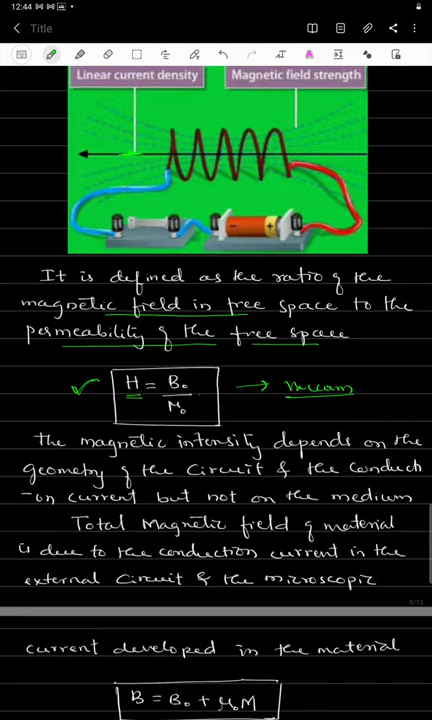 12:44
Title
Linear current density
Magnetic field strength
It is defined as the ratio of the
magnetic field in free space to the
permeability of the free space
H = B₀/μ₀ → Vaccum
The magnetic intensity depends on the
geometry of the Circuit & the Conduct
-on current but not on the medium
Total Magnetic field of material
is due to the Conduction current in the
external Circuit & the microscopic
6/13
current developed in the material
B = B₀ + μ₀M